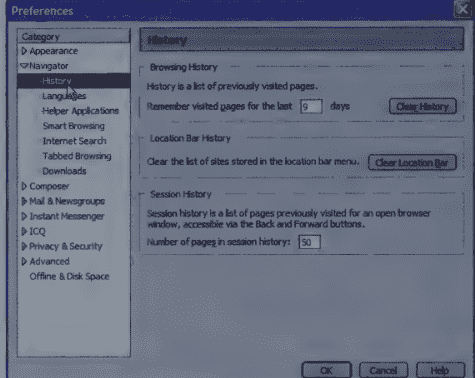 Preferences
Category
Appearance
Navigator
History
Languages
Helper Applications
Smart Browsing
Internet Search
Tabbed Browsing
Downloads
Composer
Mail & Newsgroups
Instant Messenger
ICQ
Privacy & Security
Advanced
Offline & Disk Space
History
Browsing History
History is a list of previously visited pages.
Remember visited pages for the last 9 days Clear History
Location Bar History
Clear the list of sites stored in the location bar menu. Clear Location Bar
Session History
Session history is a list of pages previously visited for an open browser
window, accessible via the Back and Forward buttons.
Number of pages in session history: 50
OK Cancel Help